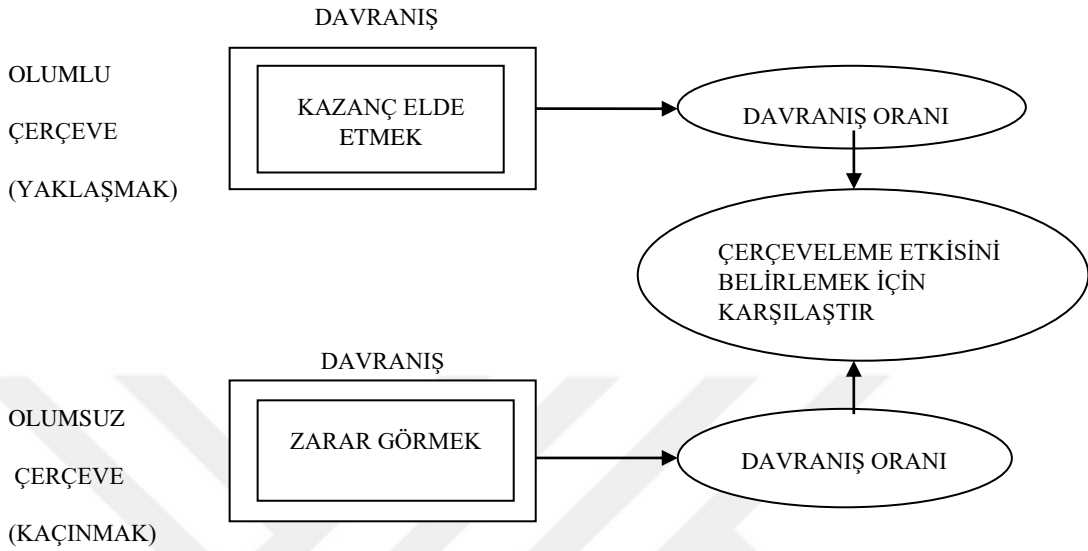 DAVRANIŞ
OLUMLU
ÇERÇEVE
(YAKLAŞMAK)
KAZANÇ ELDE
ETMEK
DAVRANIŞ ORANI
ÇERÇEVELEME ETKİSİNİ
BELİRLEMEK İÇİN
KARŞILAŞTIR
DAVRANIŞ
OLUMSUZ
ÇERÇEVE
(KAÇINMAK)
ZARAR GÖRMEK
DAVRANIŞ ORANI